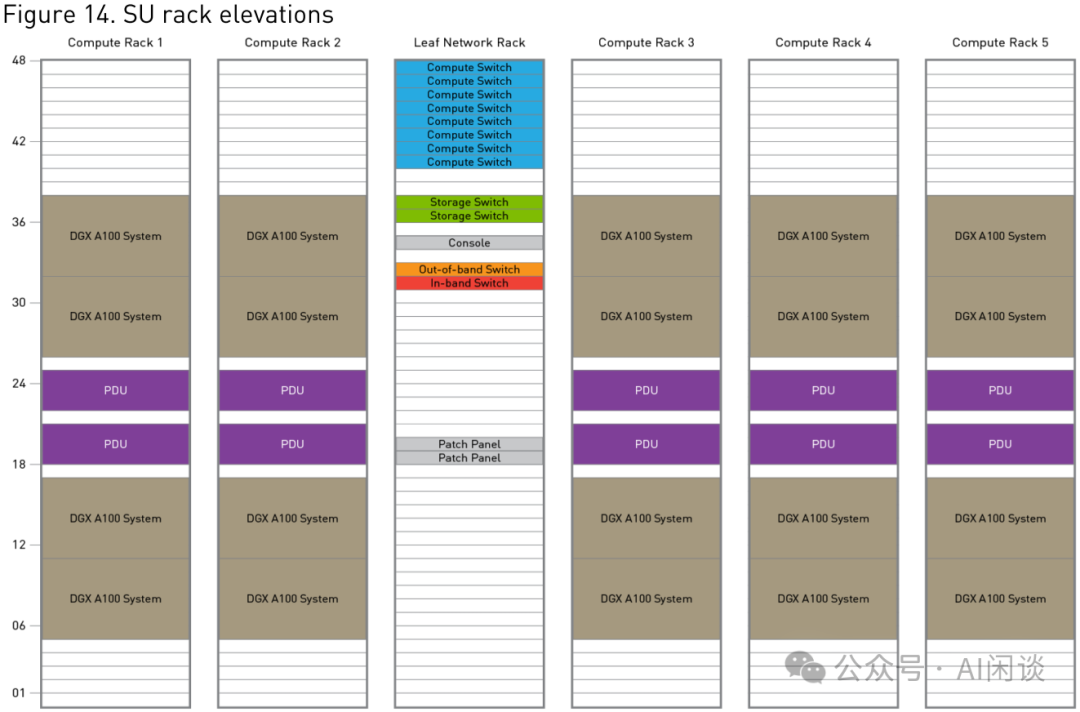 Figure 14. SU rack elevations
Compute Rack 1
Compute Rack 2
Leaf Network Rack
Compute Rack 3
Compute Rack 4
Compute Rack 5
48
42
36
30
24
18
12
06
01
DGX A100 System
DGX A100 System
PDU
PDU
DGX A100 System
DGX A100 System
DGX A100 System
DGX A100 System
PDU
PDU
DGX A100 System
DGX A100 System
Compute Switch
Compute Switch
Compute Switch
Compute Switch
Compute Switch
Compute Switch
Compute Switch
Compute Switch
Storage Switch
Storage Switch
Console
Out-of-band Switch
In-band Switch
Patch Panel
Patch Panel
DGX A100 System
DGX A100 System
PDU
PDU
DGX A100 System
DGX A100 System
DGX A100 System
DGX A100 System
PDU
PDU
DGX A100 System
DGX A100 System
DGX A100 System
DGX A100 System
PDU
PDU
DGX A100 System
DGX A100 System
公众号 · AI闲谈